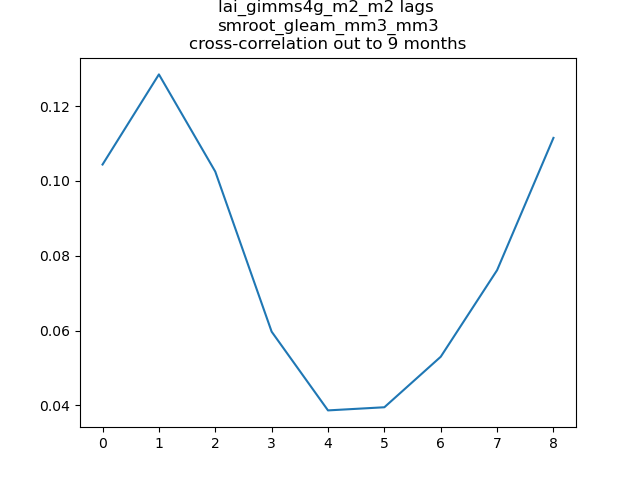 lai_gimms4g_m2_m2 lags
smroot_gleam_mm3_mm3
cross-correlation out to 9 months
0.12
0.10
0.08
0.06
0.04
0 1 2 3 4 5 6 7 8